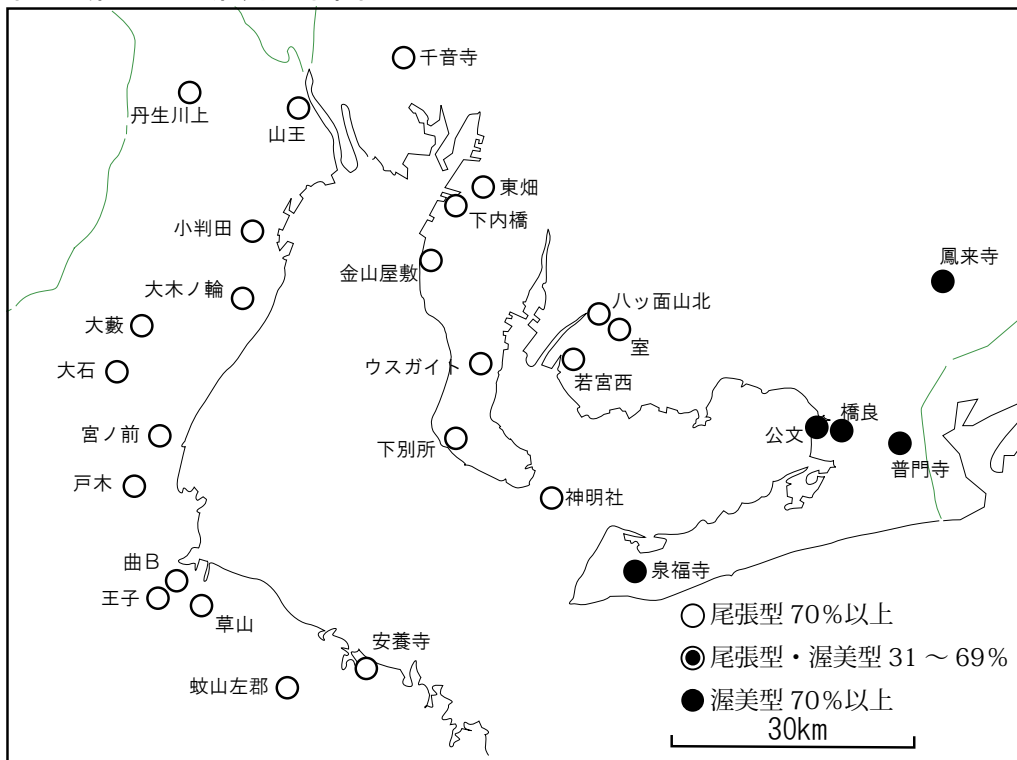 千音寺
丹生川上
山王
東畑
下内橋
小判田
金山屋敷
鳳来寺
大木ノ輪
八ッ面山北
大藪
室
大石
ウスガイト
若宮西
橋良
公文
宮ノ前
下別所
普門寺
戸木
神明社
曲B
泉福寺
王子
草山
安養寺
蚊山左郡
尾張型 70%以上
尾張型・渥美型 31～69%
渥美型 70%以上
30km